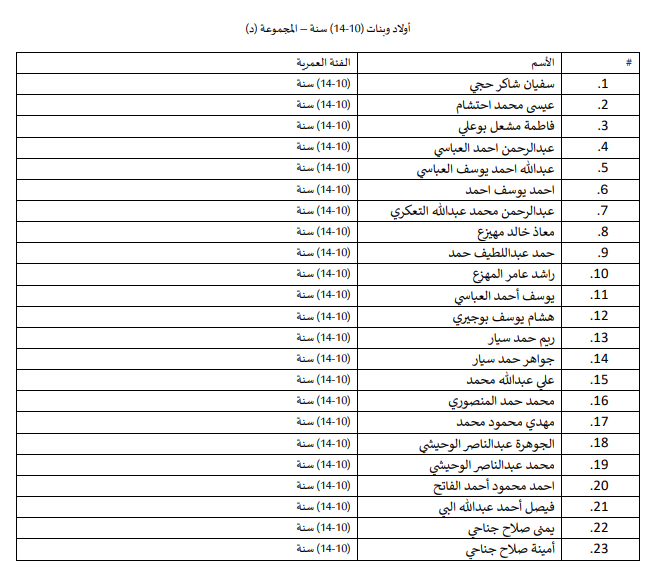 أولاد وبنات (10-14) سنة – المجموعة (د)
# الأسم الفئة العمرية
1. سفيان شاكر حجي (10-14) سنة
2. عيسى محمد احتشام (10-14) سنة
3. فاطمة مشعل بوعلي (10-14) سنة
4. عبدالرحمن احمد العباسي (10-14) سنة
5. عبدالله احمد يوسف العباسي (10-14) سنة
6. احمد يوسف احمد (10-14) سنة
7. عبدالرحمن محمد عبدالله التعكري (10-14) سنة
8. معاذ خالد مهيزع (10-14) سنة
9. حمد عبداللطيف حمد (10-14) سنة
10. راشد عامر المهزع (10-14) سنة
11. يوسف أحمد العباسي (10-14) سنة
12. هشام يوسف بوجيري (10-14) سنة
13. ريم حمد سيار (10-14) سنة
14. جواهر حمد سيار (10-14) سنة
15. علي عبدالله محمد (10-14) سنة
16. محمد حمد المنصوري (10-14) سنة
17. مهدي محمود محمد (10-14) سنة
18. الجوهرة عبدالناصر الوحيشي (10-14) سنة
19. محمد عبدالناصر الوحيشي (10-14) سنة
20. احمد محمود أحمد الفاتح (10-14) سنة
21. فيصل أحمد عبدالله البي (10-14) سنة
22. يمنى صلاح جناحي (10-14) سنة
23. أمينة صلاح جناحي (10-14) سنة